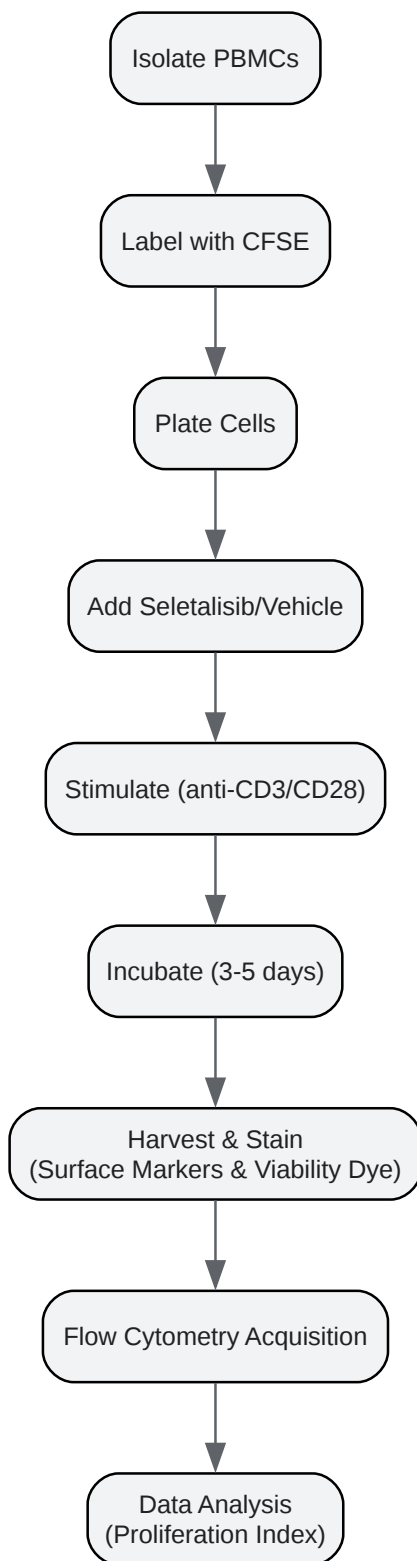 Isolate PBMCs
Label with CFSE
Plate Cells
Add Seletalisib/Vehicle
Stimulate (anti-CD3/CD28)
Incubate (3-5 days)
Harvest & Stain
(Surface Markers & Viability Dye)
Flow Cytometry Acquisition
Data Analysis
(Proliferation Index)